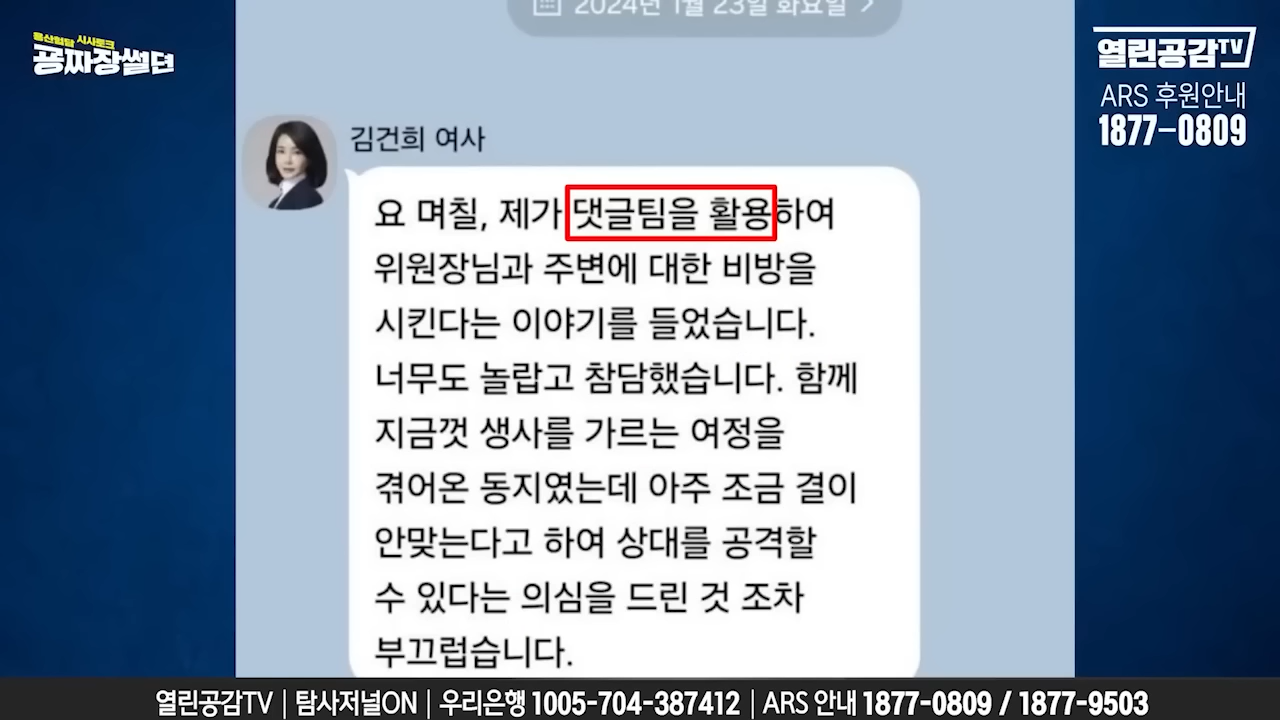 용산험담 시사토크
굥짜장썰뎐
열린공감TV
ARS 후원안내
1877-0809
2024년 1월 23일 화요일 >
김건희 여사
요 며칠, 제가 댓글팀을 활용하여
위원장님과 주변에 대한 비방을
시킨다는 이야기를 들었습니다.
너무도 놀랍고 참담했습니다. 함께
지금껏 생사를 가르는 여정을
겪어온 동지였는데 아주 조금 결이
안맞는다고 하여 상대를 공격할
수 있다는 의심을 드린 것 조차
부끄럽습니다.
열린공감TV | 탐사저널ON | 우리은행 1005-704-387412 | ARS 안내 1877-0809 / 1877-9503